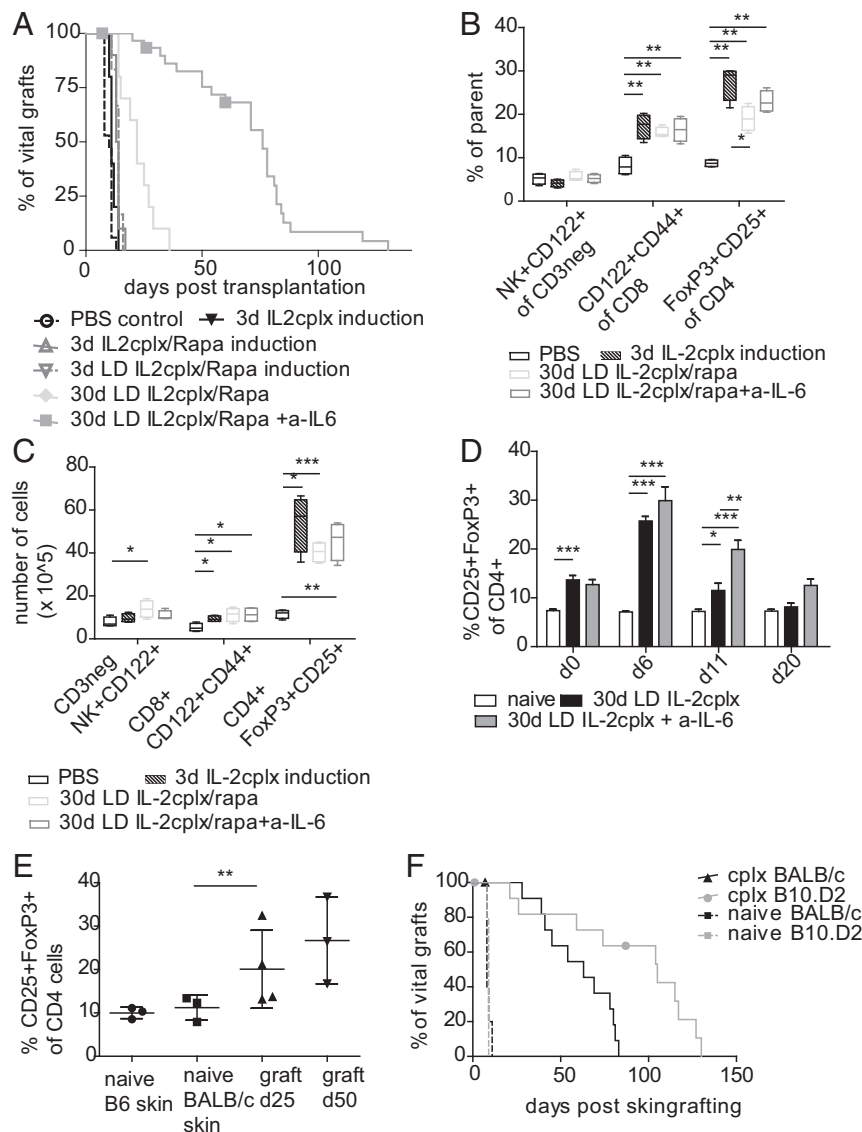 A
% of vital grafts
100
75
50
25
0
0 50 100
days post transplantation
PBS control 3d IL2cplx induction
3d IL2cplx/Rapa induction
3d LD IL2cplx/Rapa induction
30d LD IL2cplx/Rapa
30d LD IL2cplx/Rapa +a-IL6
B
% of parent
40
30
20
10
0
** ** ** ** ** ** *
NK+CD122+ of CD3neg
CD122+CD44+ of CD8
FoxP3+CD25+ of CD4
PBS 3d IL-2cplx induction
30d LD IL-2cplx/rapa
30d LD IL-2cplx/rapa+a-IL-6
C
number of cells
(x 10^5)
80
60
40
20
0
* * * * *** * **
CD3neg
NK+CD122+
CD8+
CD122+CD44+
CD4+
FoxP3+CD25+
PBS 3d IL-2cplx induction
30d LD IL-2cplx/rapa
30d LD IL-2cplx/rapa+a-IL-6
D
%CD25+FoxP3+
of CD4+
40
30
20
10
0
*** *** *** ** *** *
d0 d6 d11 d20
naive 30d LD IL-2cplx
30d LD IL-2cplx + a-IL-6
E
% CD25+FoxP3+
of CD4 cells
40
30
20
10
0
**
naive B6 skin
naive BALB/c skin
graft d25
graft d50
F
%of vital grafts
100
80
60
40
20
0
0 50 100 150
days post skingrafting
cplx BALB/c
cplx B10.D2
naive BALB/c
naive B10.D2